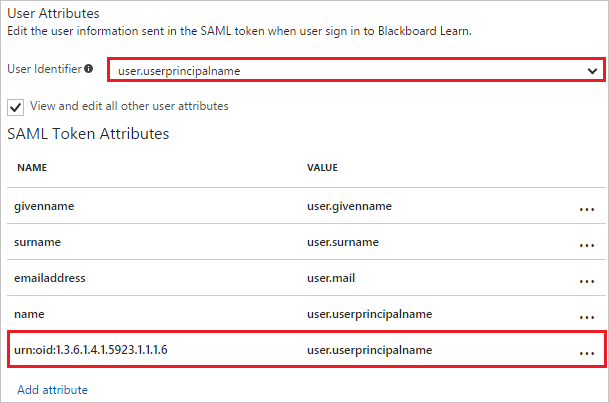 User Attributes
Edit the user information sent in the SAML token when user sign in to Blackboard Learn.
User Identifier user.userprincipalname
View and edit all other user attributes
SAML Token Attributes
NAME VALUE
givenname user.givenname ...
surname user.surname ...
emailaddress user.mail ...
name user.userprincipalname ...
urn:oid:1.3.6.1.4.1.5923.1.1.1.6 user.userprincipalname ...
Add attribute